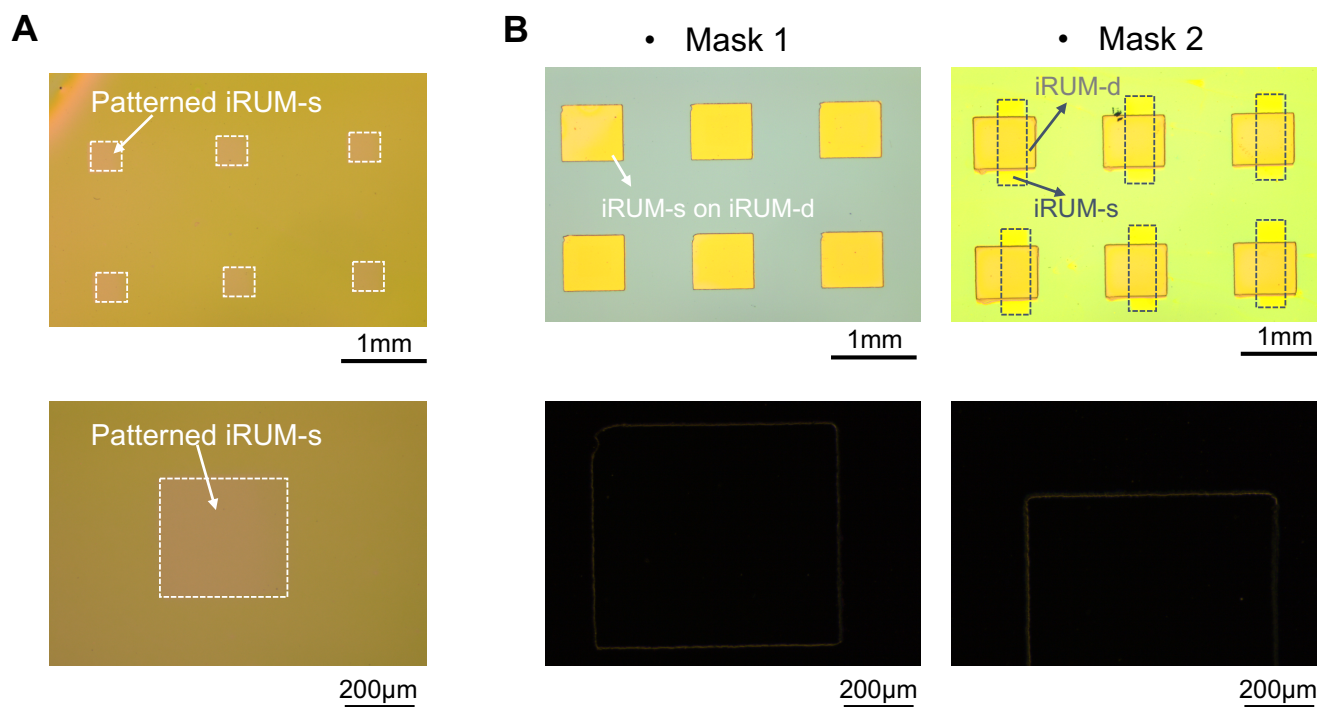 A
Patterned iRUM-s
1mm
Patterned iRUM-s
200µm
B
• Mask 1
iRUM-s on iRUM-d
1mm
200µm
• Mask 2
iRUM-d
iRUM-s
1mm
200µm